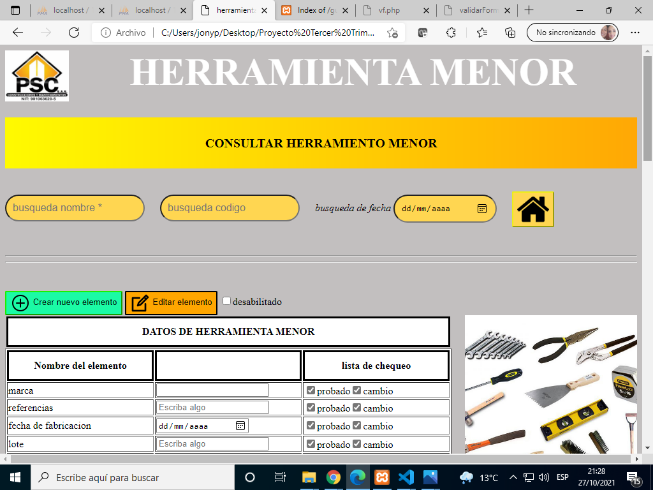 localhost /
localhost /
herramienta
Index of /ga
vf.php
validarForm
Archivo
C:/Users/jonyp/Desktop/Proyecto%20Tercer%20Trim...
No sincronizando
PSC
HERRAMIENTA MENOR
CONSULTAR HERRAMIENTO MENOR
busqueda nombre *
busqueda codigo
busqueda de fecha
dd/mm/aaaa
Crear nuevo elemento
Editar elemento
desabilitado
DATOS DE HERRAMIENTA MENOR
Nombre del elemento
lista de chequeo
marca
probado cambio
referencias
Escriba algo
probado cambio
fecha de fabricacion
dd/mm/aaaa
probado cambio
lote
Escriba algo
probado cambio
Escribe aquí para buscar
13°C
ESP
21:28
27/10/2021